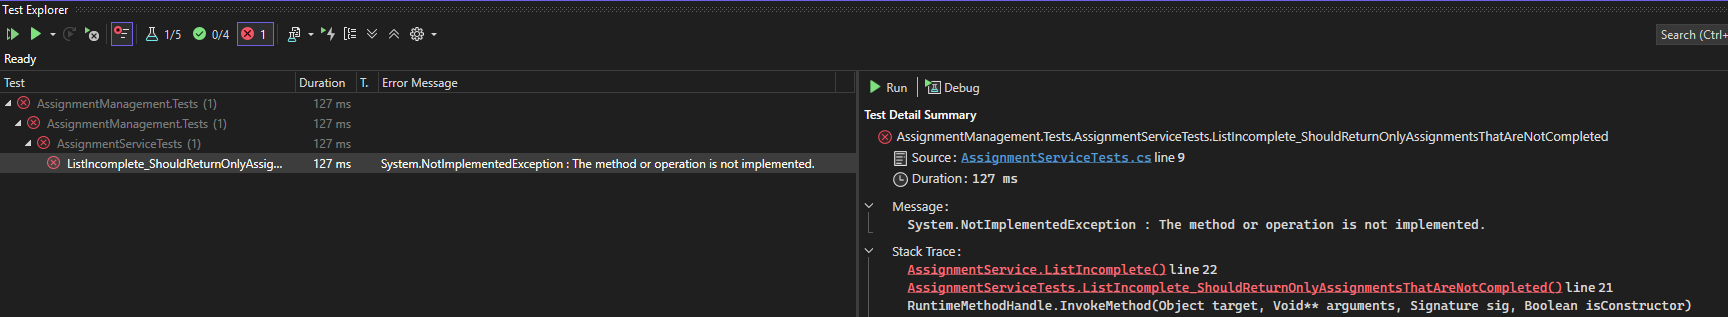 Test Explorer
1/5 0/4 1
Search (Ctrl+
Ready
Test Duration T. Error Message
AssignmentManagement.Tests (1) 127 ms
AssignmentManagement.Tests (1) 127 ms
AssignmentServiceTests (1) 127 ms
ListIncomplete_ShouldReturnOnlyAssig... 127 ms System.NotImplementedException : The method or operation is not implemented.
Run Debug
Test Detail Summary
AssignmentManagement.Tests.AssignmentServiceTests.ListIncomplete_ShouldReturnOnlyAssignmentsThatAreNotCompleted
Source: AssignmentServiceTests.cs line 9
Duration: 127 ms
Message:
System.NotImplementedException : The method or operation is not implemented.
Stack Trace:
AssignmentService.ListIncomplete() line 22
AssignmentServiceTests.ListIncomplete_ShouldReturnOnlyAssignmentsThatAreNotCompleted() line 21
RuntimeMethodHandle.InvokeMethod(Object target, Void** arguments, Signature sig, Boolean isConstructor)